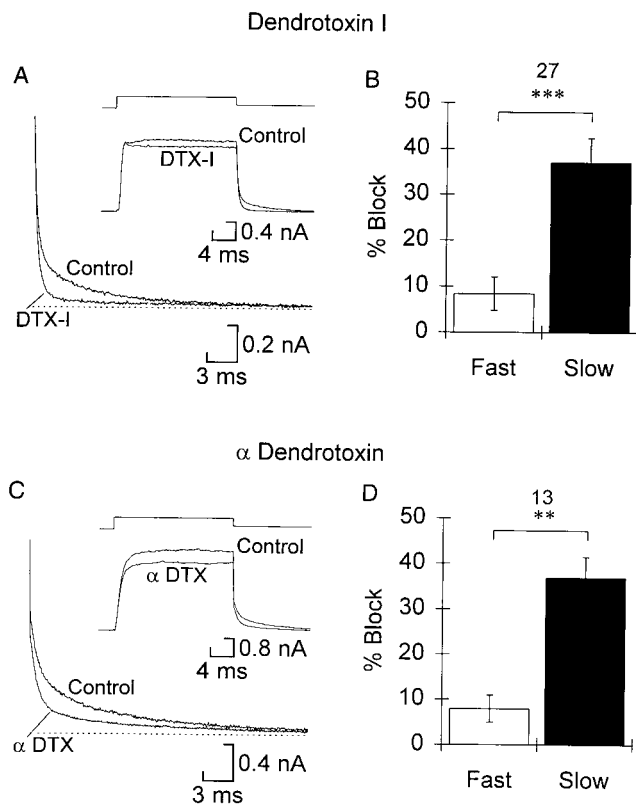 Dendrotoxin I
A
Control
DTX-I
0.4 nA
4 ms
Control
DTX-I
0.2 nA
3 ms
B
27
***
50
40
30
20
10
0
% Block
Fast
Slow
α Dendrotoxin
C
Control
α DTX
0.8 nA
4 ms
Control
α DTX
0.4 nA
3 ms
D
13
**
50
40
30
20
10
0
% Block
Fast
Slow